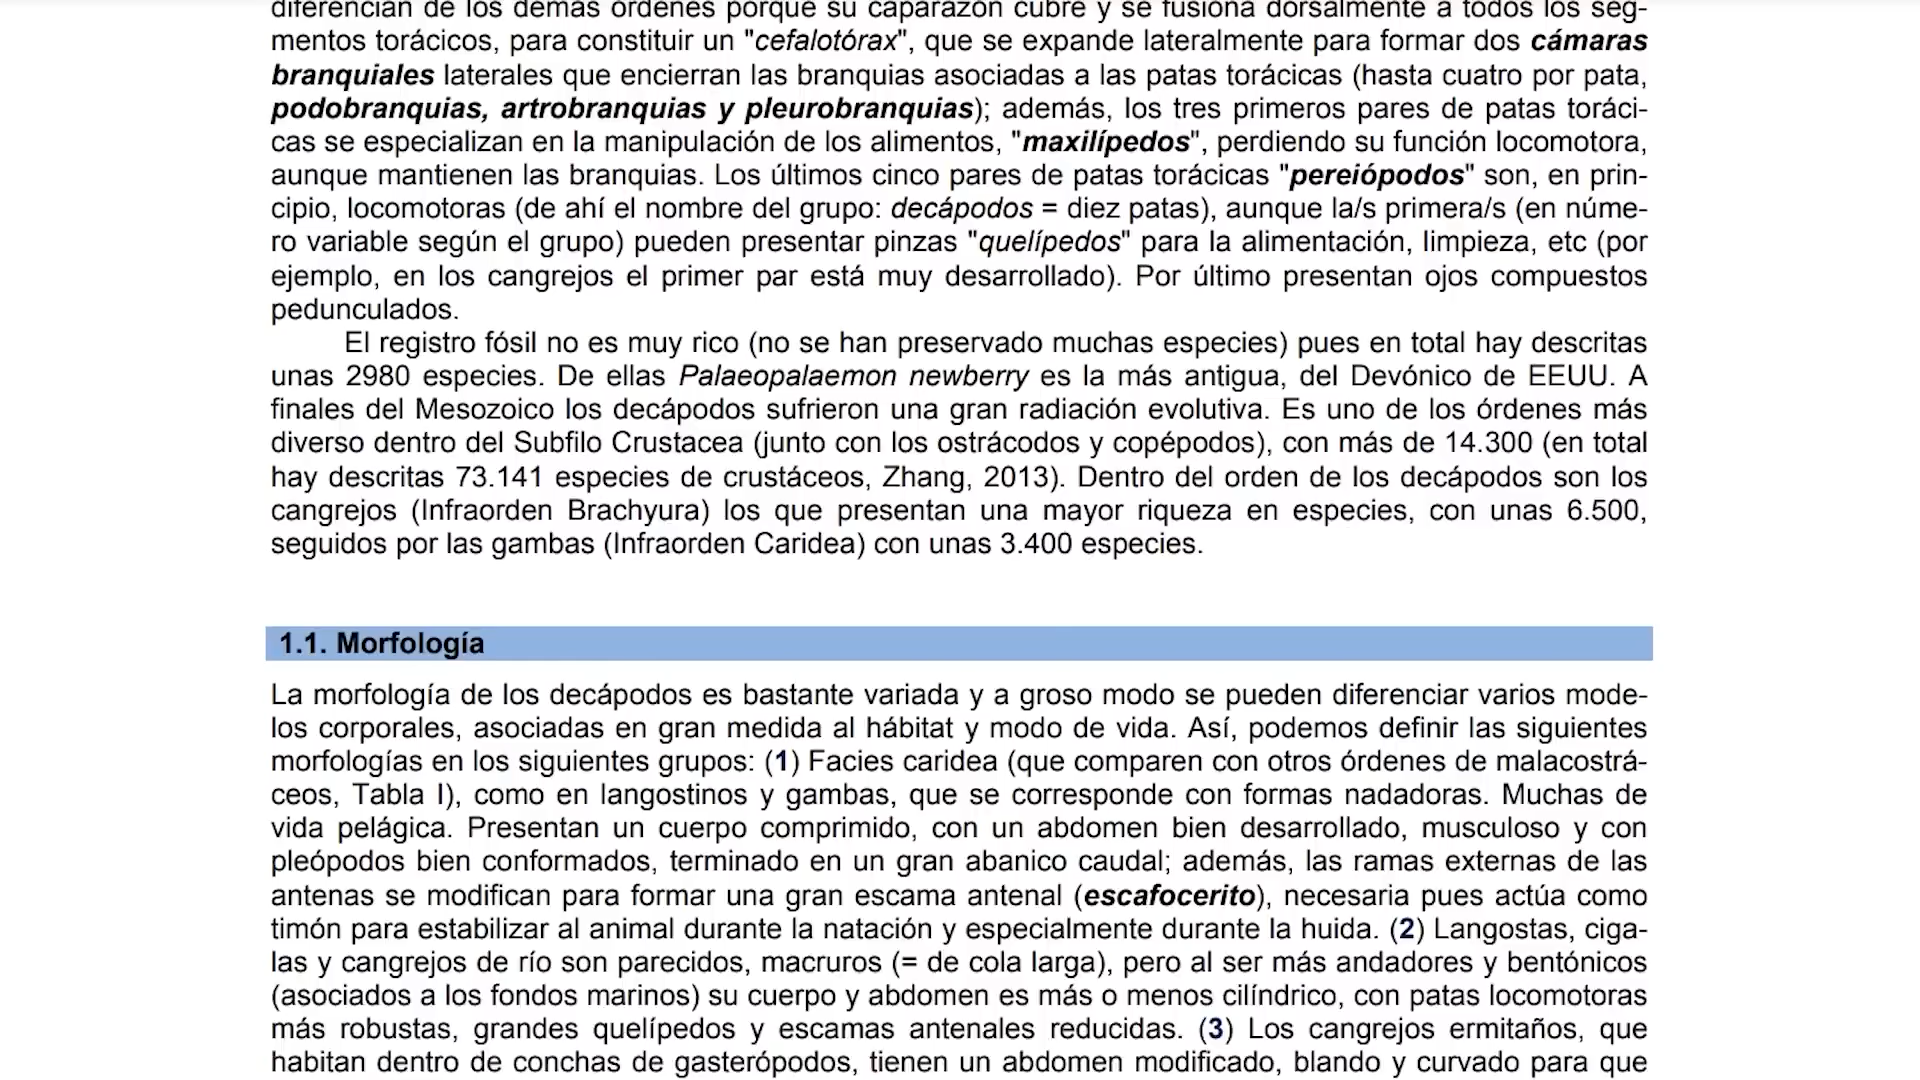 diferencian de los demás órdenes porque su caparazón cubre y se fusiona dorsalmente a todos los seg-
mentos torácicos, para constituir un "cefalotórax", que se expande lateralmente para formar dos cámaras
branquiales laterales que encierran las branquias asociadas a las patas torácicas (hasta cuatro por pata,
podobranquias, artrobranquias y pleurobranquias); además, los tres primeros pares de patas toráci-
cas se especializan en la manipulación de los alimentos, "maxilípedos", perdiendo su función locomotora,
aunque mantienen las branquias. Los últimos cinco pares de patas torácicas "pereiópodos" son, en prin-
cipio, locomotoras (de ahí el nombre del grupo: decápodos = diez patas), aunque la/s primera/s (en núme-
ro variable según el grupo) pueden presentar pinzas "quelípedos" para la alimentación, limpieza, etc (por
ejemplo, en los cangrejos el primer par está muy desarrollado). Por último presentan ojos compuestos
pedunculados.
El registro fósil no es muy rico (no se han preservado muchas especies) pues en total hay descritas
unas 2980 especies. De ellas Palaeopalaemon newberry es la más antigua, del Devónico de EEUU. A
finales del Mesozoico los decápodos sufrieron una gran radiación evolutiva. Es uno de los órdenes más
diverso dentro del Subfilo Crustacea (junto con los ostrácodos y copépodos), con más de 14.300 (en total
hay descritas 73.141 especies de crustáceos, Zhang, 2013). Dentro del orden de los decápodos son los
cangrejos (Infraorden Brachyura) los que presentan una mayor riqueza en especies, con unas 6.500,
seguidos por las gambas (Infraorden Caridea) con unas 3.400 especies.
1.1. Morfología
La morfología de los decápodos es bastante variada y a groso modo se pueden diferenciar varios mode-
los corporales, asociadas en gran medida al hábitat y modo de vida. Así, podemos definir las siguientes
morfologías en los siguientes grupos: (1) Facies caridea (que comparen con otros órdenes de malacostrá-
ceos, Tabla I), como en langostinos y gambas, que se corresponde con formas nadadoras. Muchas de
vida pelágica. Presentan un cuerpo comprimido, con un abdomen bien desarrollado, musculoso y con
pleópodos bien conformados, terminado en un gran abanico caudal; además, las ramas externas de las
antenas se modifican para formar una gran escama antenal (escafocerito), necesaria pues actúa como
timón para estabilizar al animal durante la natación y especialmente durante la huida. (2) Langostas, ciga-
las y cangrejos de río son parecidos, macruros (= de cola larga), pero al ser más andadores y bentónicos
(asociados a los fondos marinos) su cuerpo y abdomen es más o menos cilíndrico, con patas locomotoras
más robustas, grandes quelípedos y escamas antenales reducidas. (3) Los cangrejos ermitaños, que
habitan dentro de conchas de gasterópodos, tienen un abdomen modificado, blando y curvado para que